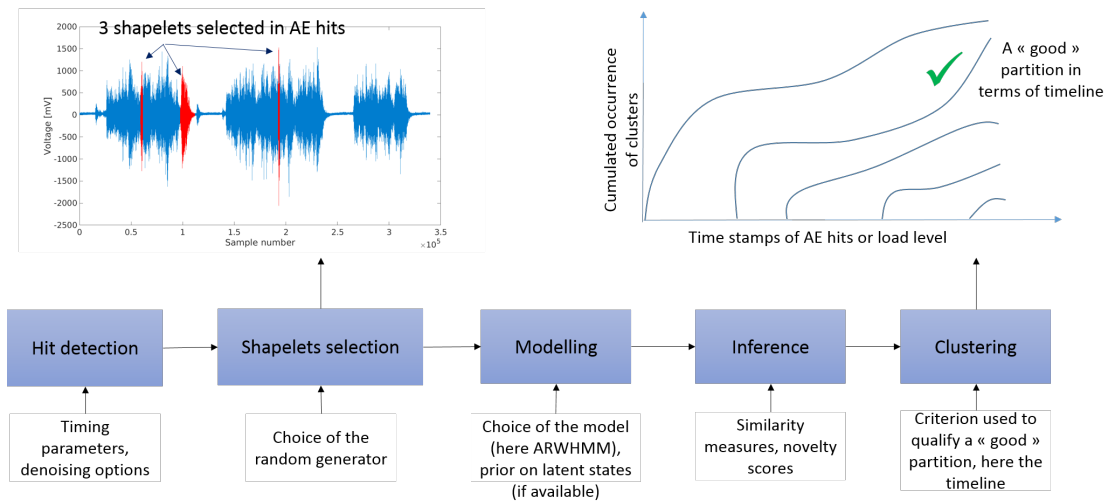 3 shapelets selected in AE hits
2000
1500
1000
500
0
-500
-1000
-1500
-2000
2500
Voltage [mV]
0
0.5
1
1.5
2
2.5
3
3.5
Sample number
×10⁵
Cumulated occurrence
of clusters
A « good »
partition in
terms of timeline
Time stamps of AE hits or load level
Hit detection
Shapelets selection
Modelling
Inference
Clustering
Timing
parameters,
denoising options
Choice of the
random generator
Choice of the model
(here ARWHMM),
prior on latent states
(if available)
Similarity
measures, novelty
scores
Criterion used to
qualify a « good »
partition, here the
timeline